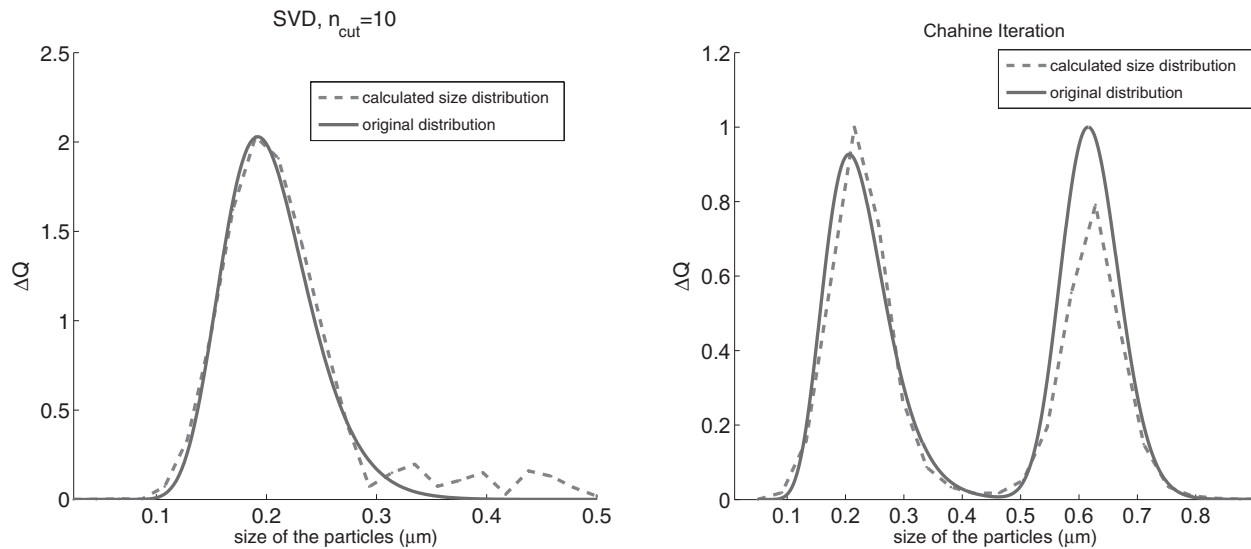 SVD, n_cut=10
2.5
2
1.5
1
0.5
0
ΔQ
calculated size distribution
original distribution
0.1 0.2 0.3 0.4 0.5
size of the particles (μm)
Chahine Iteration
1.2
1
0.8
0.6
0.4
0.2
0
ΔQ
calculated size distribution
original distribution
0.1 0.2 0.3 0.4 0.5 0.6 0.7 0.8
size of the particles (μm)